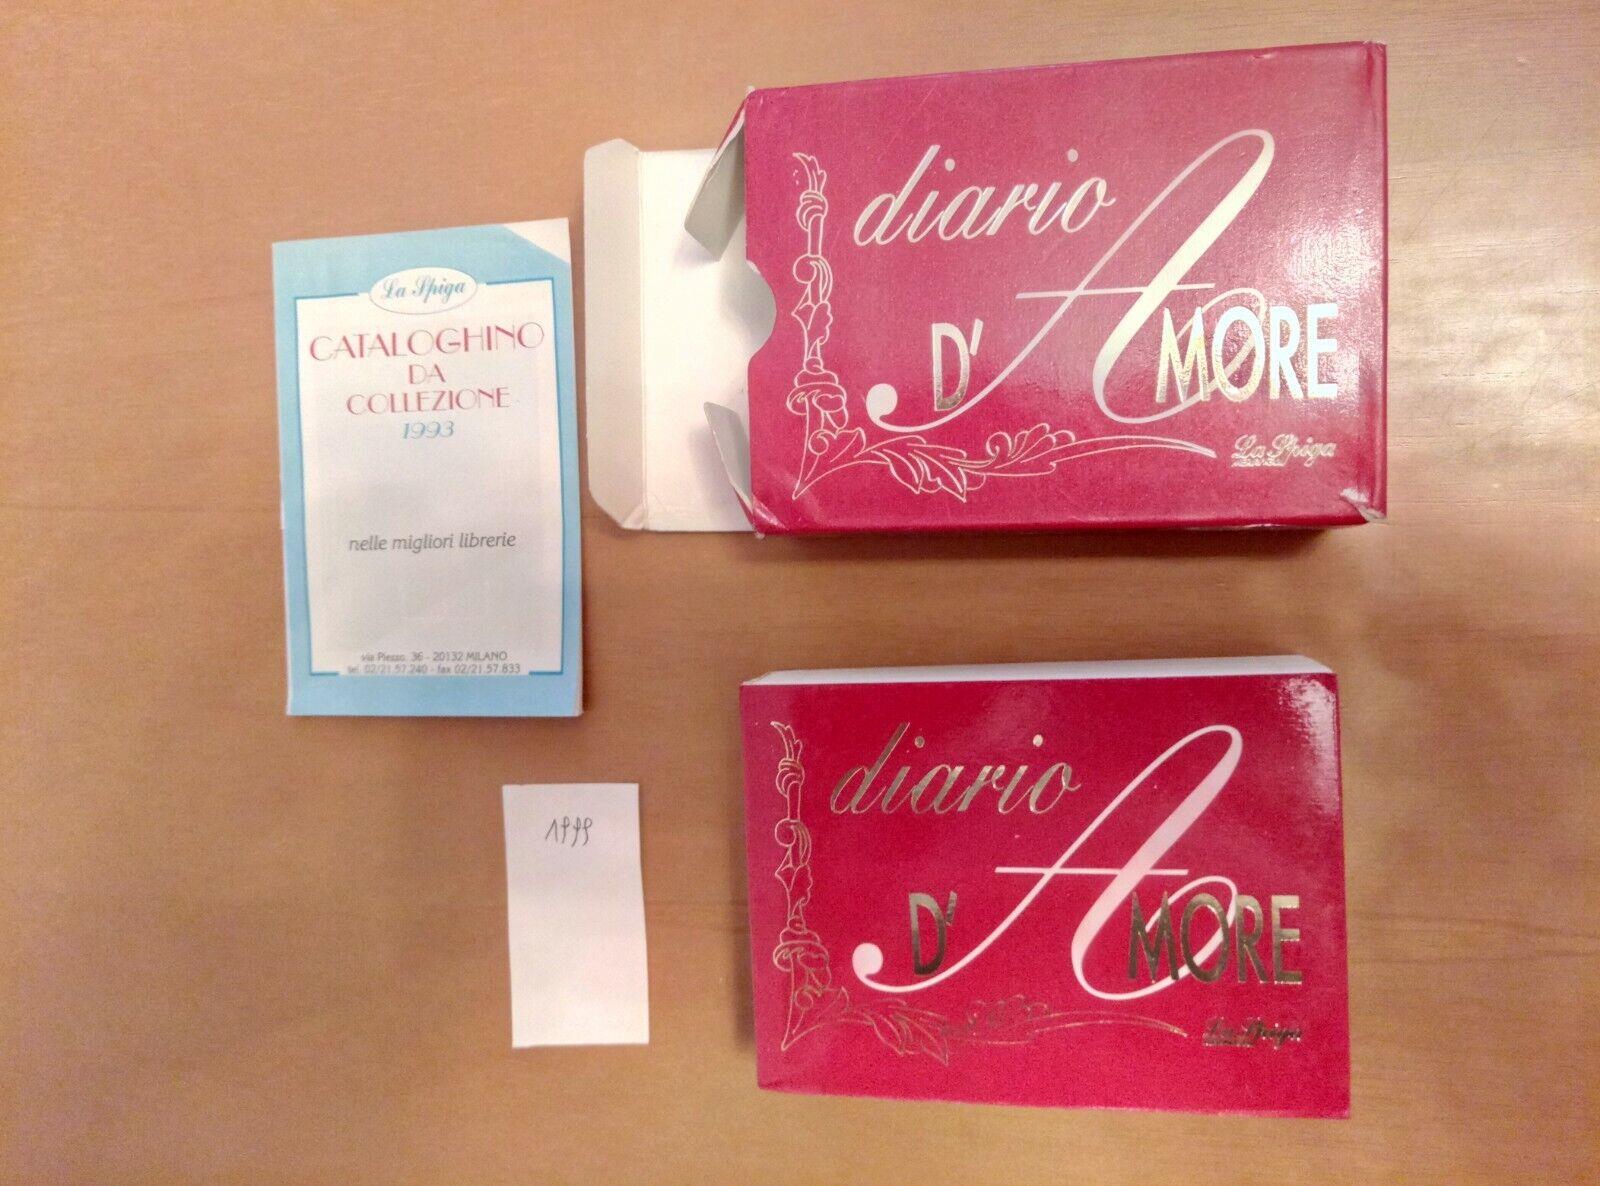 La Spiga
CATALOGHINO
DA
COLLEZIONE
1993
nelle migliori librerie
via Piezzo, 36 - 20132 MILANO
tel. 02/21.57.240 - fax 02/21.57.833
diario
D'AMORE
La Spiga
1999
diario
D'AMORE
La Spiga